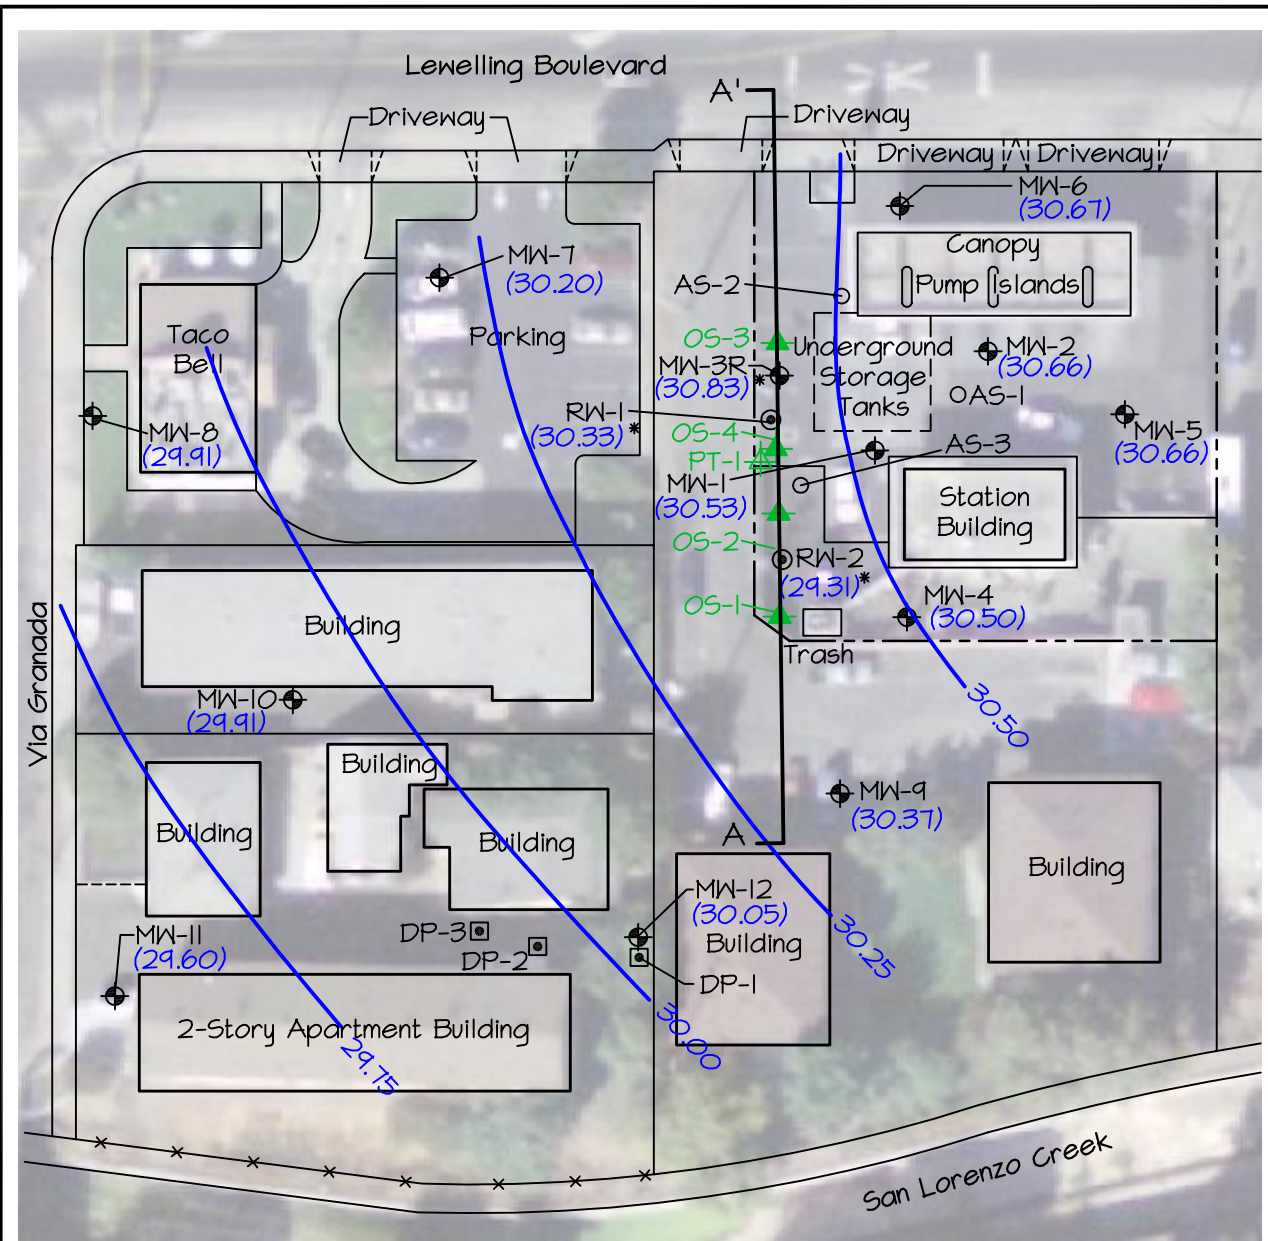 Lewelling Boulevard
A'
Driveway
Driveway
Driveway
Driveway
MW-6
(30.67)
MW-7
(30.20)
Canopy
Pump Islands
AS-2
Taco
Bell
Parking
OS-3
Underground
Storage
Tanks
MW-2
(30.66)
MW-3R
(30.83)*
AS-1
RW-1
(30.33)*
MW-8
(29.91)
OS-4
PT-1
MW-5
(30.66)
AS-3
MW-1
(30.53)
Station
Building
OS-2
RW-2
(29.31)*
OS-1
MW-4
(30.50)
Building
Trash
Via Granada
MW-10
(29.91)
30.50
Building
Building
Building
MW-9
(30.37)
A
Building
MW-12
(30.05)
Building
30.25
MW-11
(29.60)
DP-3
DP-2
DP-1
2-Story Apartment Building
30.00
29.75
San Lorenzo Creek